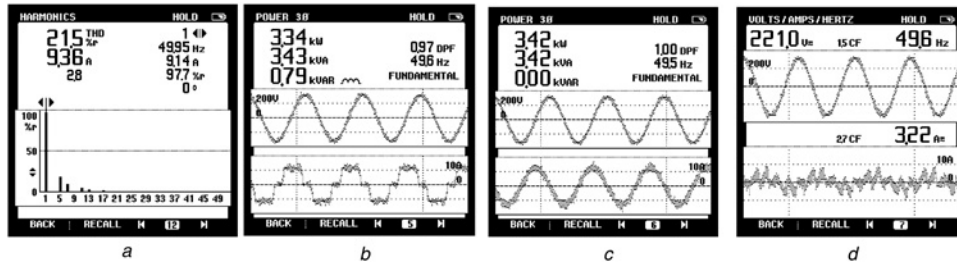 HARMONICS HOLD
21.5 THD %r 1
9.36 A 49.95 Hz
9.14 A
2.8 97.7 %r
0°
100
%r
50
0
1 5 9 13 17 21 25 29 33 37 41 45 49
BACK RECALL 12
a
POWER 3Ø HOLD
3.34 kW
3.43 kVA 0.97 DPF
49.6 Hz
0.79 kVAR FUNDAMENTAL
200V
0
10A
0
BACK RECALL 5
b
POWER 3Ø HOLD
3.42 kW
3.42 kVA 1.00 DPF
49.5 Hz
0.00 kVAR FUNDAMENTAL
200V
0
10A
0
BACK RECALL 6
c
VOLTS/AMPS/HERTZ HOLD
221.0 V 1.5 CF 49.6 Hz
200V
0
2.7 CF 3.22 A
10A
0
BACK RECALL 7
d